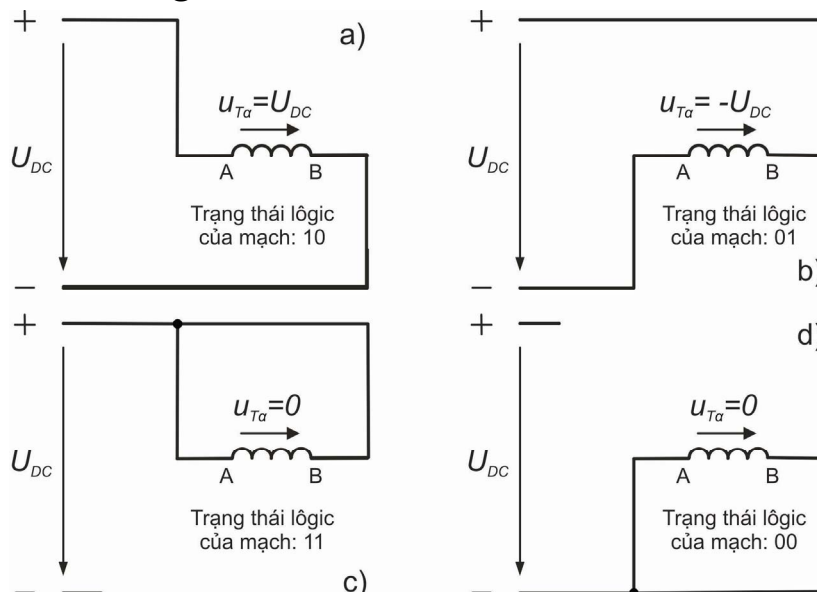 +
a)
u_Tα=U_DC
U_DC
A B
Trạng thái lôgic
của mạch: 10
−
+
u_Tα= -U_DC
U_DC
A B
Trạng thái lôgic
của mạch: 01
b)
−
+
u_Tα=0
U_DC
A B
Trạng thái lôgic
của mạch: 11
−
c)
+
d)
u_Tα=0
U_DC
A B
Trạng thái lôgic
của mạch: 00
−